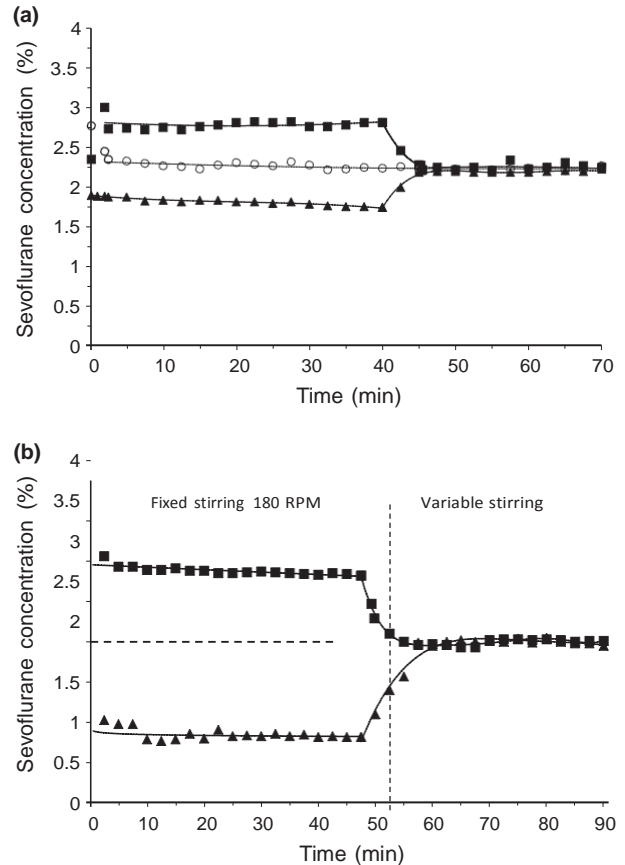 (a)
4
3.5
3
2.5
2
1.5
1
0.5
0
Sevoflurane concentration (%)
0 10 20 30 40 50 60 70
Time (min)
(b)
4
3.5
3
2.5
2
1.5
1
0.5
0
Sevoflurane concentration (%)
Fixed stirring 180 RPM
Variable stirring
0 10 20 30 40 50 60 70 80 90
Time (min)